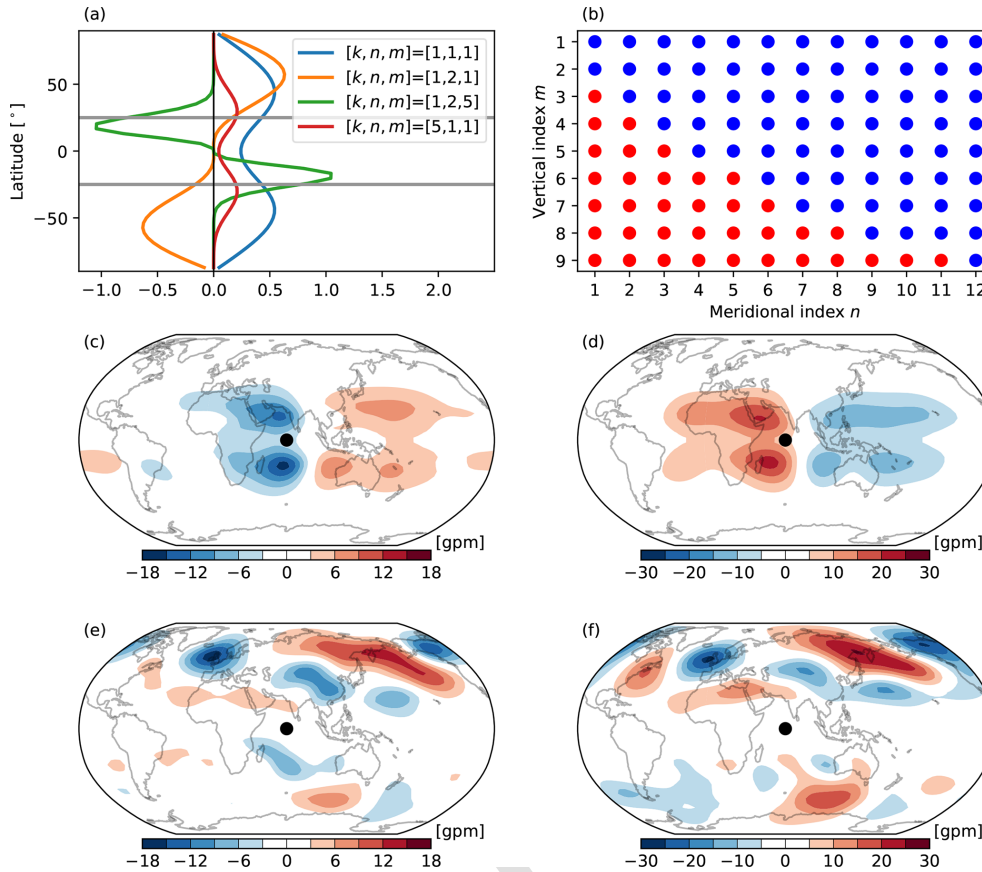 (a)
[k, n, m]=[1,1,1]
[k, n, m]=[1,2,1]
[k, n, m]=[1,2,5]
[k, n, m]=[5,1,1]
Latitude [°]
50
0
−50
−1.0 −0.5 0.0 0.5 1.0 1.5 2.0
(b)
Vertical index m
1
2
3
4
5
6
7
8
9
1 2 3 4 5 6 7 8 9 10 11 12
Meridional index n
(c)
[gpm]
−18 −12 −6 0 6 12 18
(d)
[gpm]
−30 −20 −10 0 10 20 30
(e)
[gpm]
−18 −12 −6 0 6 12 18
(f)
[gpm]
−30 −20 −10 0 10 20 30